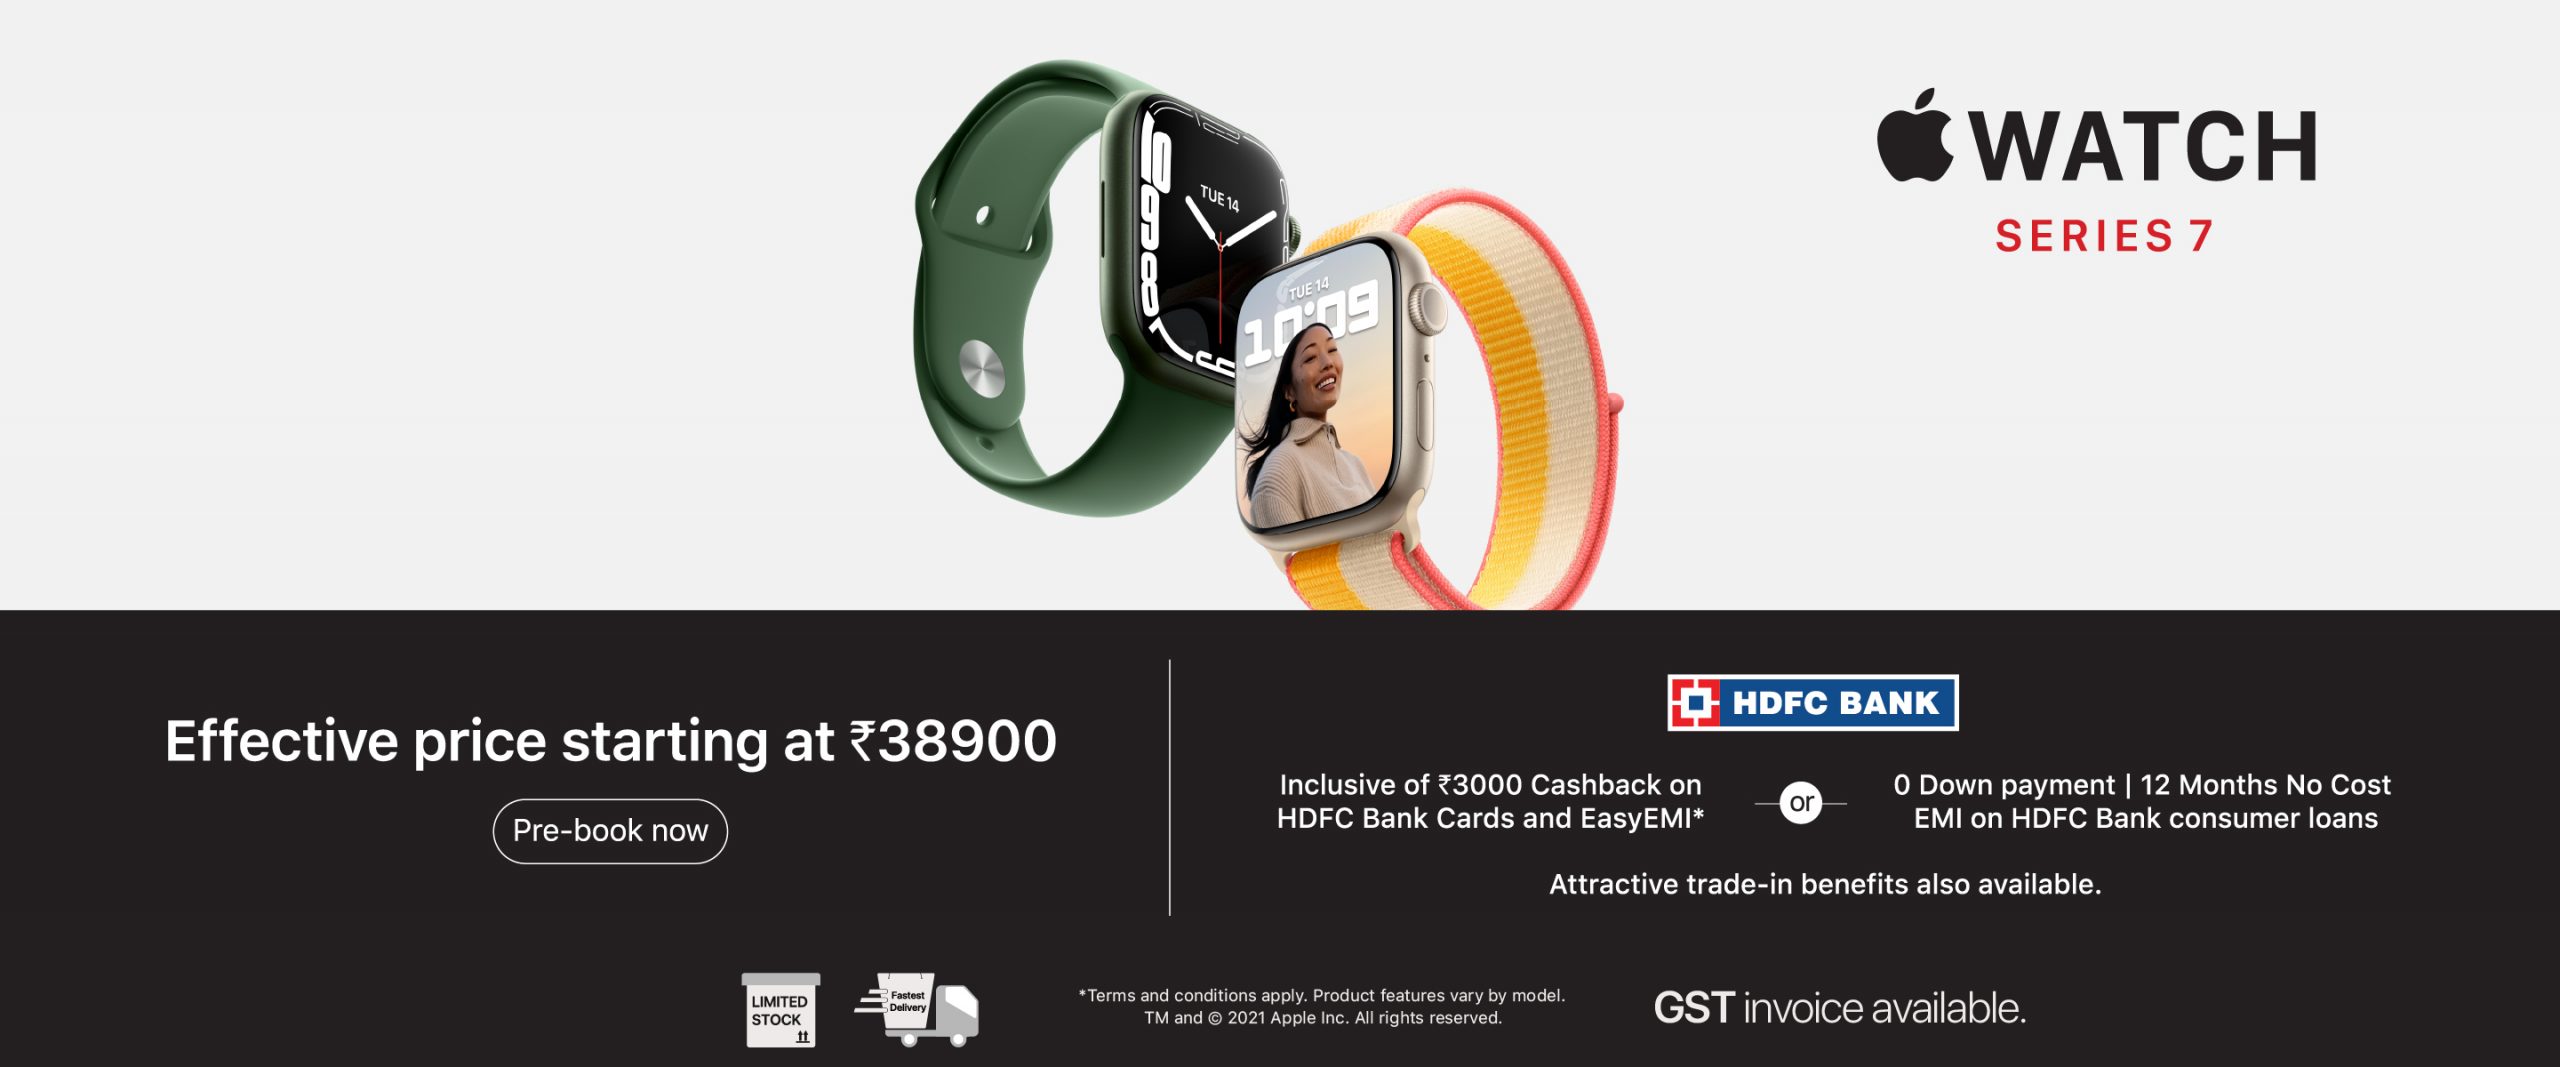 WATCH
SERIES 7
TUE 14
TUE 14
10:09
Effective price starting at ₹38900
Pre-book now
HDFC BANK
Inclusive of ₹3000 Cashback on
HDFC Bank Cards and EasyEMI*
or
0 Down payment | 12 Months No Cost
EMI on HDFC Bank consumer loans
Attractive trade-in benefits also available.
LIMITED
STOCK
Fastest
Delivery
*Terms and conditions apply. Product features vary by model.
TM and © 2021 Apple Inc. All rights reserved.
GST invoice available.